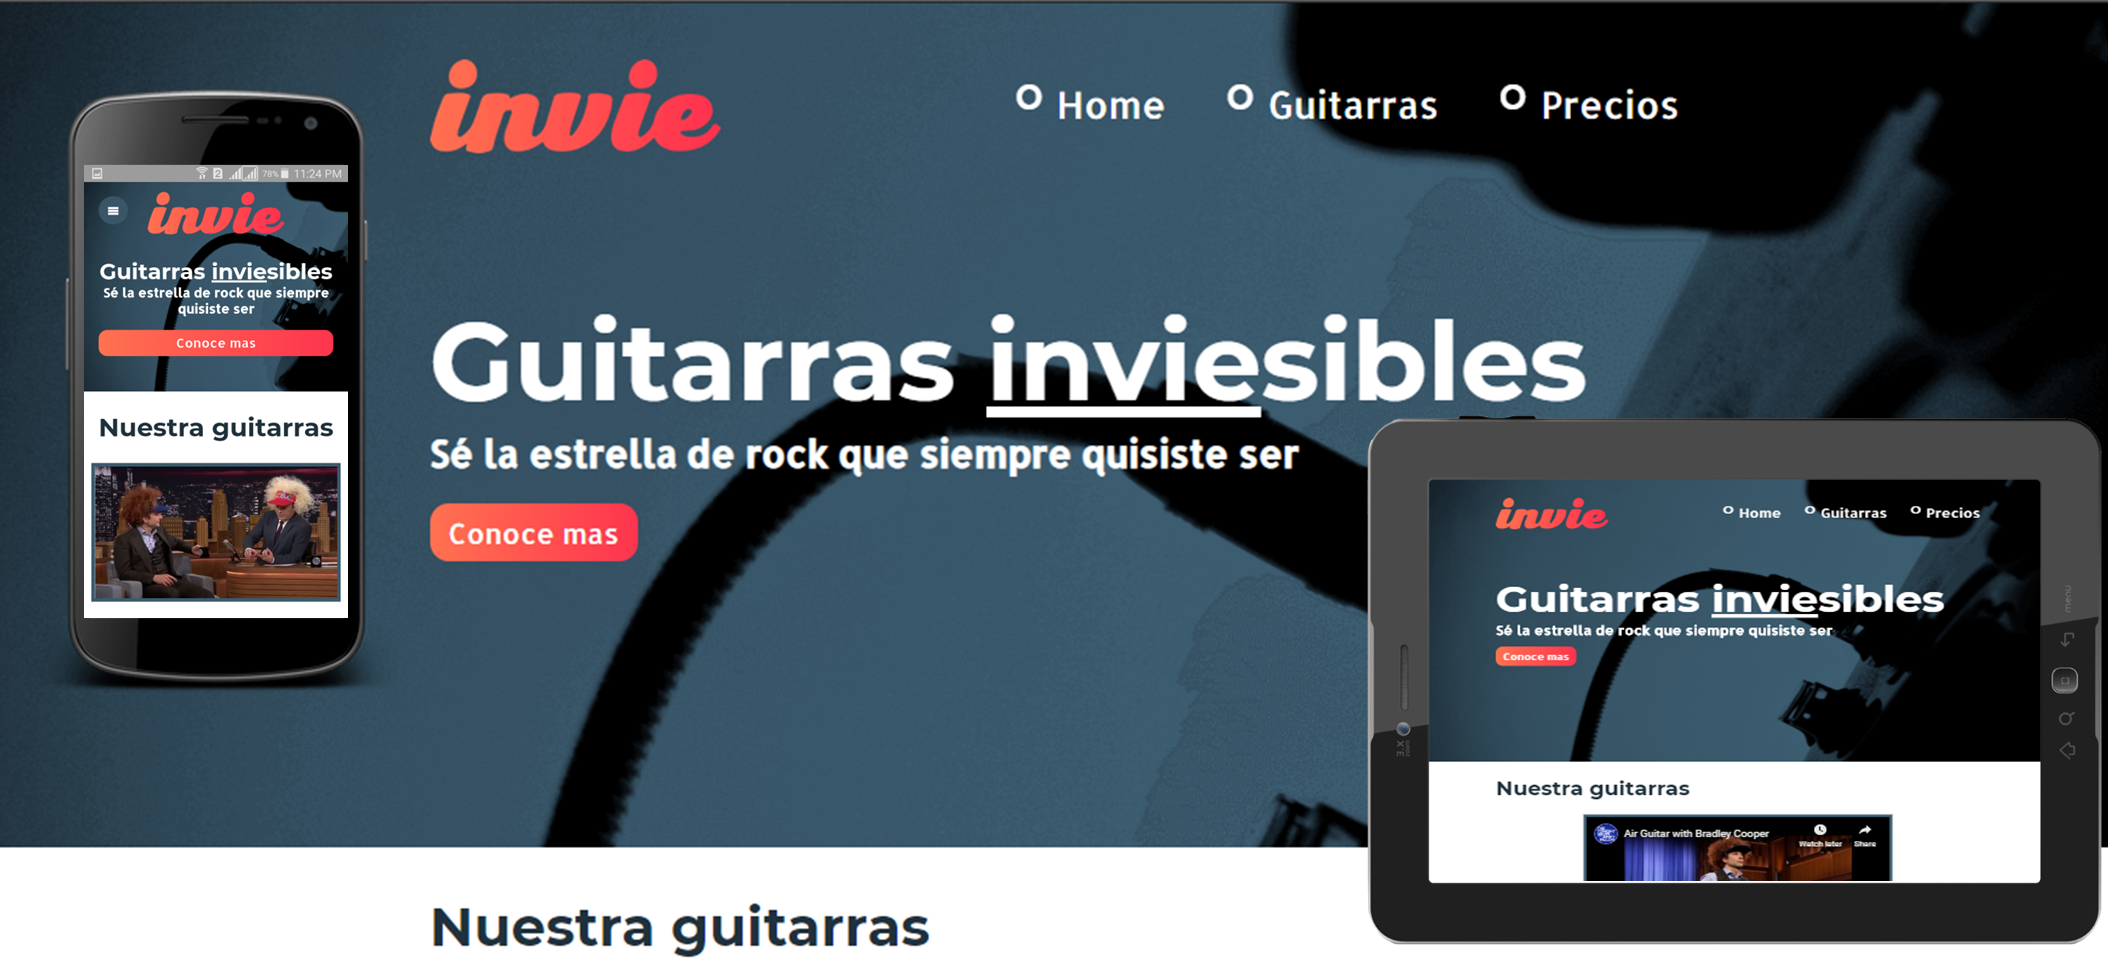 invie
Home
Guitarras
Precios
Guitarras inviesibles
Sé la estrella de rock que siempre quisiste ser
Conoce mas
Nuestra guitarras
78% 11:24 PM
invie
Guitarras inviesibles
Sé la estrella de rock que siempre
quisiste ser
Conoce mas
Nuestra guitarras
invie
Home
Guitarras
Precios
Guitarras inviesibles
Sé la estrella de rock que siempre quisiste ser
Conoce mas
Nuestra guitarras
Air Guitar with Bradley Cooper
Watch later
Share
menu